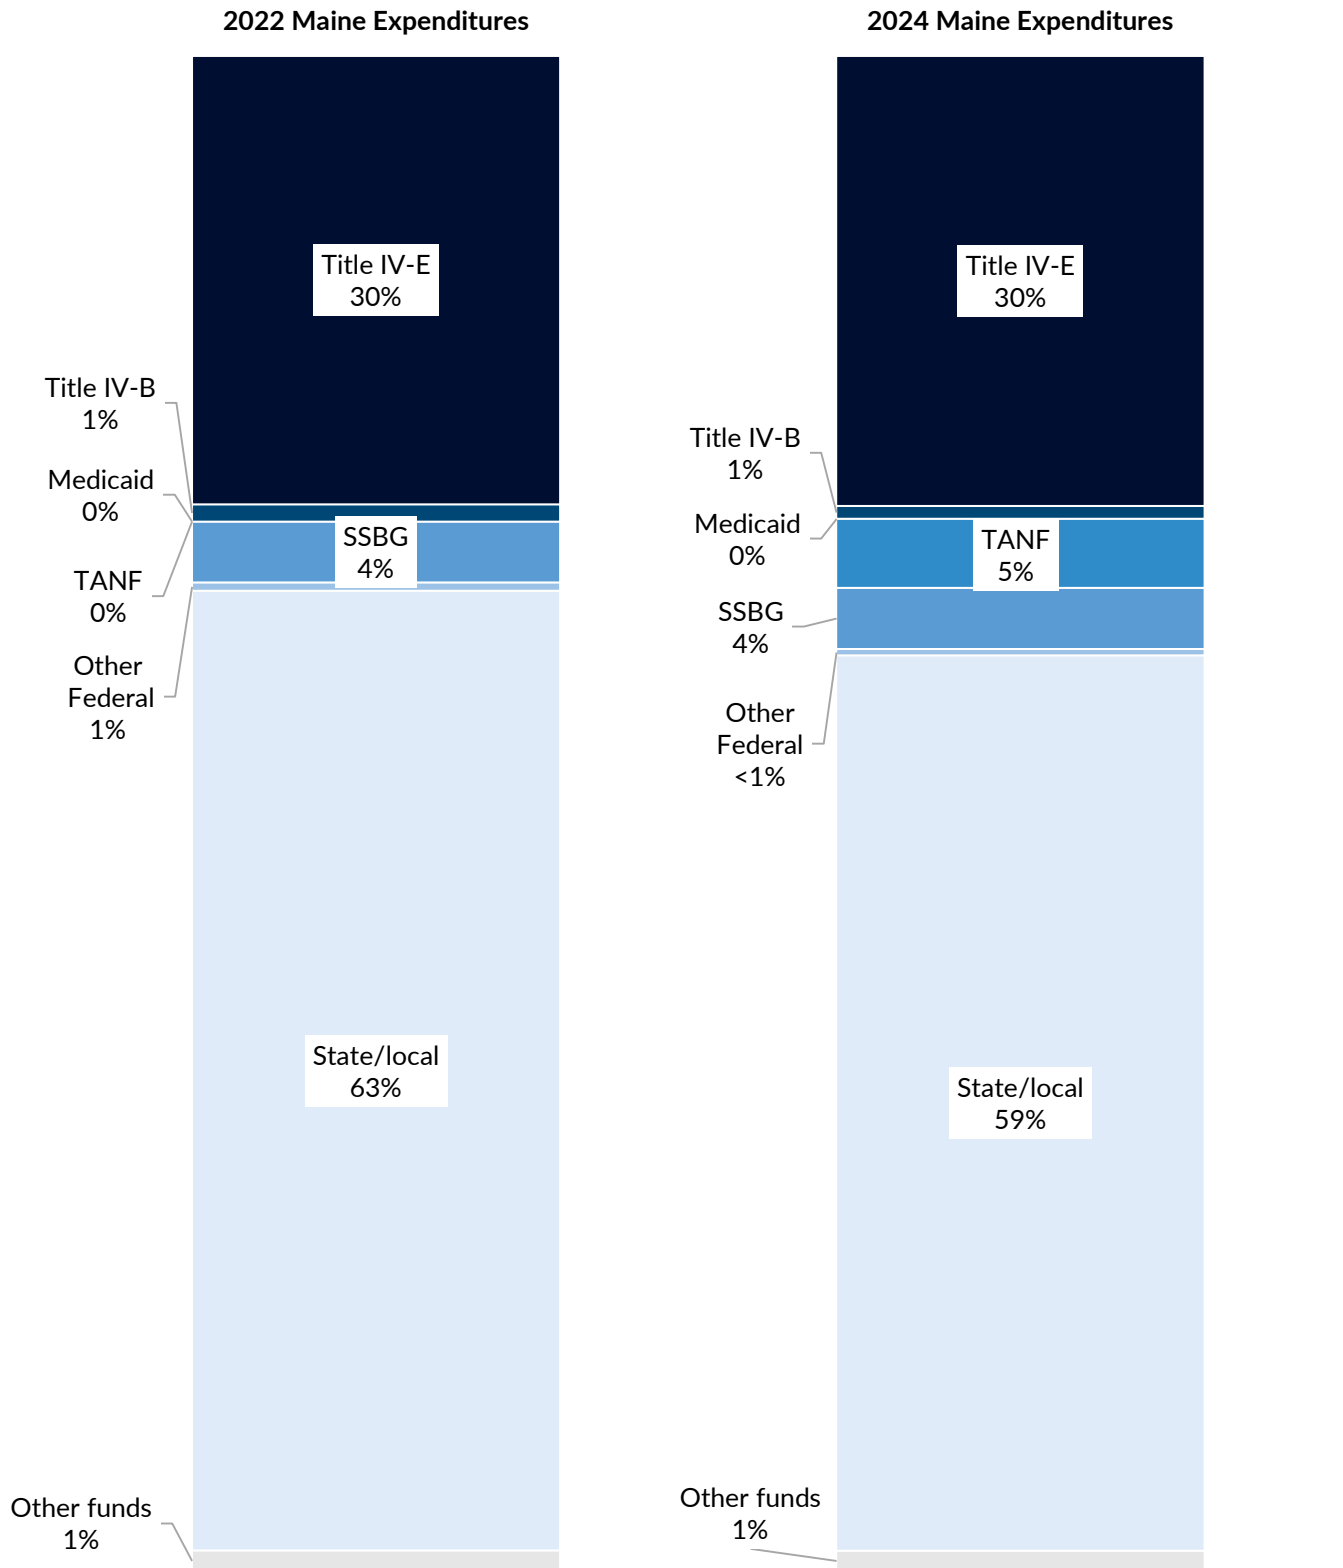 2022 Maine Expenditures
Title IV-E
30%
Title IV-B
1%
Medicaid
0%
SSBG
4%
TANF
0%
Other
Federal
1%
State/local
63%
Other funds
1%
2024 Maine Expenditures
Title IV-E
30%
Title IV-B
1%
Medicaid
0%
TANF
5%
SSBG
4%
Other
Federal
<1%
State/local
59%
Other funds
1%